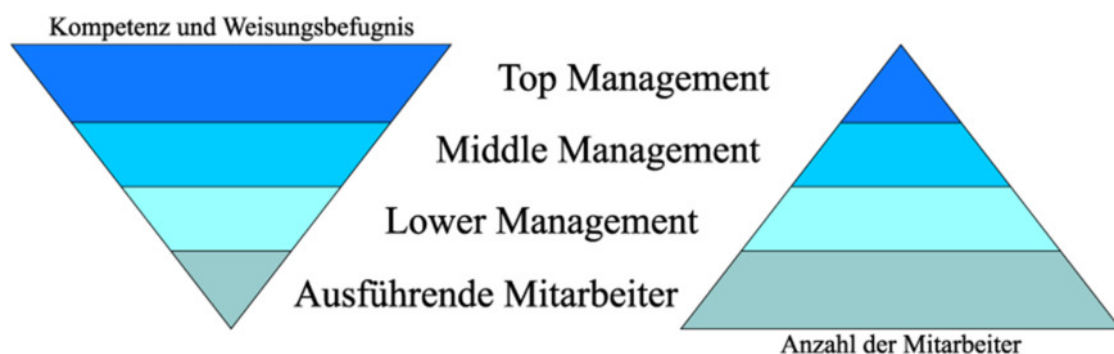 Kompetenz und Weisungsbefugnis
Top Management
Middle Management
Lower Management
Ausführende Mitarbeiter
Anzahl der Mitarbeiter